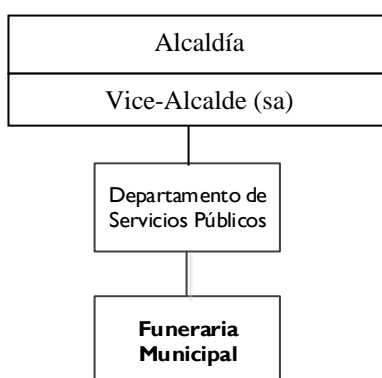 Alcaldía
Vice-Alcalde (sa)
Departamento de
Servicios Públicos
Funeraria
Municipal